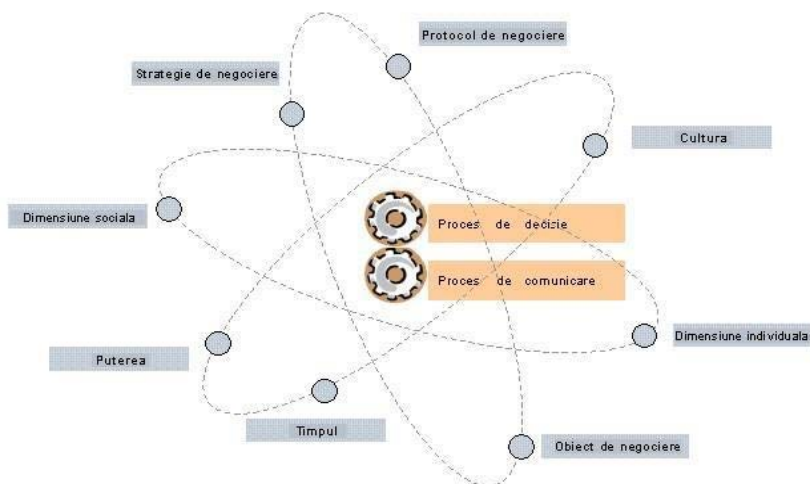 Protocol de negociere
Strategie de negociere
Cultura
Dimensiune sociala
Proces de decizie
Proces de comunicare
Dimensiune individuala
Puterea
Timpul
Obiect de negociere